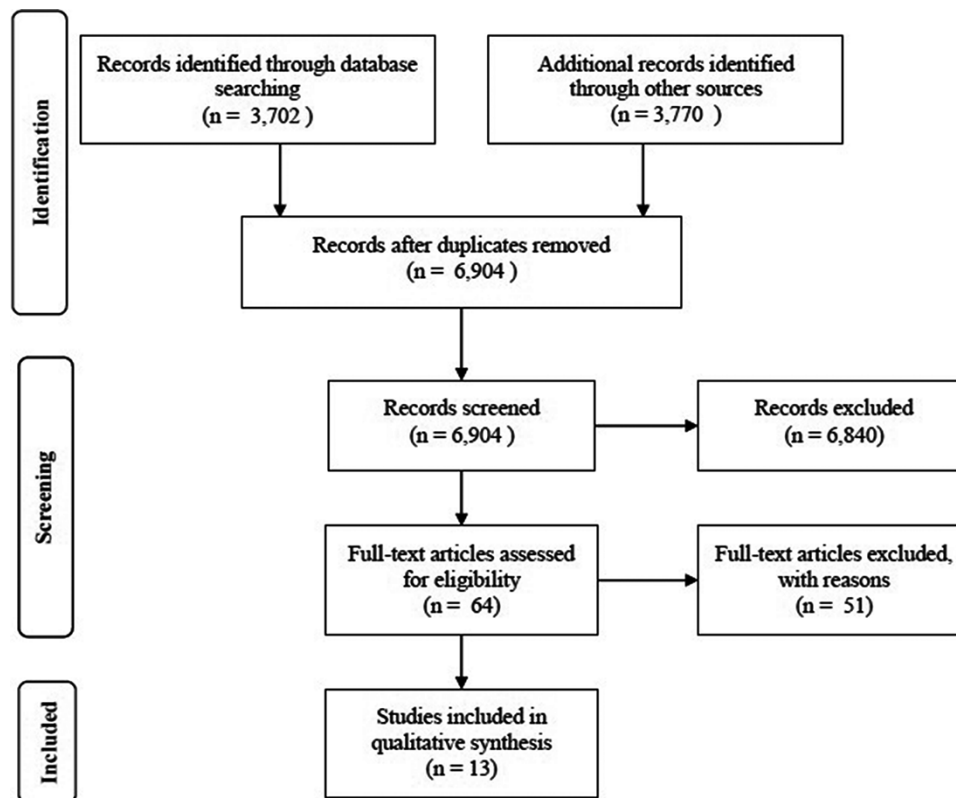 Identification
Records identified through database
searching
(n = 3,702 )
Additional records identified
through other sources
(n = 3,770 )
Records after duplicates removed
(n = 6,904 )
Screening
Records screened
(n = 6,904 )
Records excluded
(n = 6,840)
Full-text articles assessed
for eligibility
(n = 64)
Full-text articles excluded,
with reasons
(n = 51)
Included
Studies included in
qualitative synthesis
(n = 13)